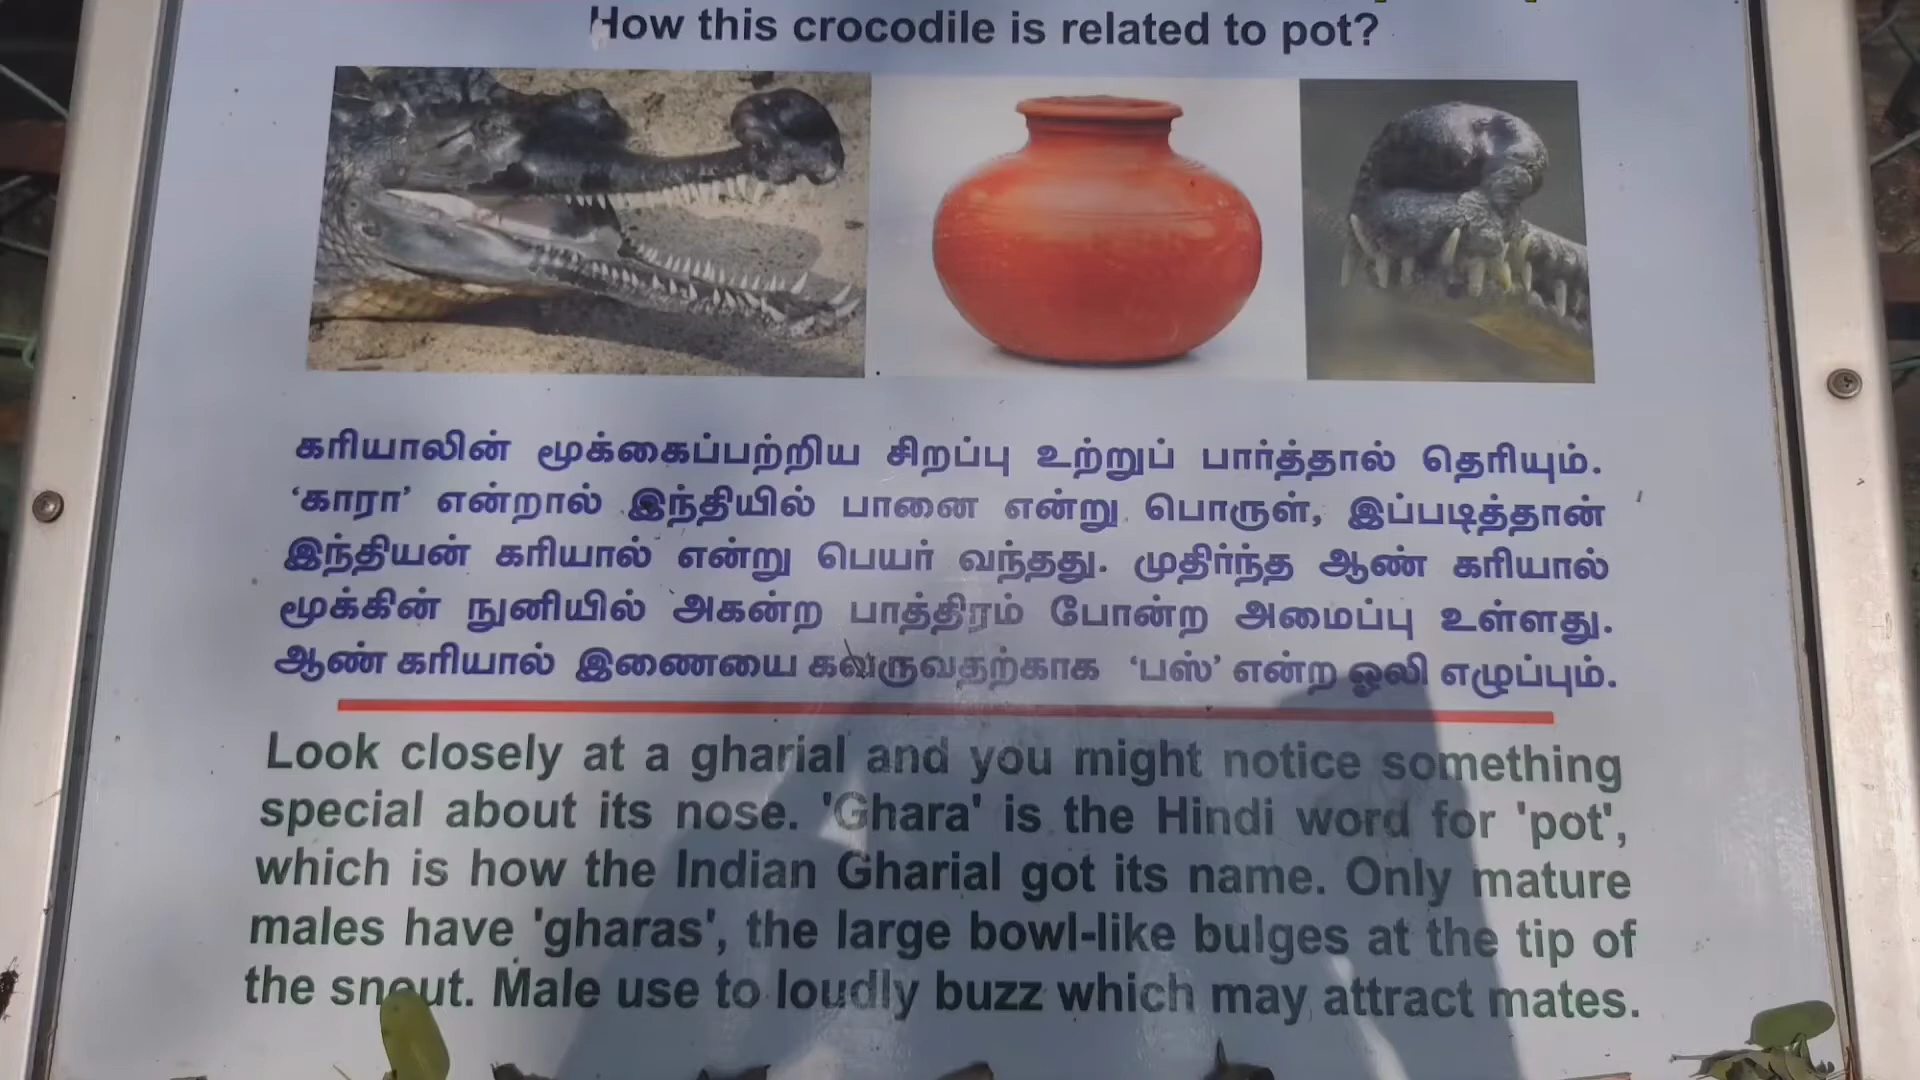 How this crocodile is related to pot?
கரியாலின் மூக்கைப்பற்றிய சிறப்பு உற்றுப் பார்த்தால் தெரியும்.
‘காரா’ என்றால் இந்தியில் பானை என்று பொருள், இப்படித்தான்
இந்தியன் கரியால் என்று பெயர் வந்தது. முதிர்ந்த ஆண் கரியால்
மூக்கின் நுனியில் அகன்ற பாத்திரம் போன்ற அமைப்பு உள்ளது.
ஆண் கரியால் இணையை கவருவதற்காக ‘பஸ்’ என்ற ஓலி எழுப்பும்.
Look closely at a gharial and you might notice something
special about its nose. 'Ghara' is the Hindi word for 'pot',
which is how the Indian Gharial got its name. Only mature
males have 'gharas', the large bowl-like bulges at the tip of
the snout. Male use to loudly buzz which may attract mates.